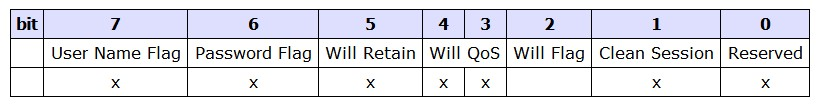 bit 7 6 5 4 3 2 1 0
User Name Flag Password Flag Will Retain Will QoS Will Flag Clean Session Reserved
x x x x x x x